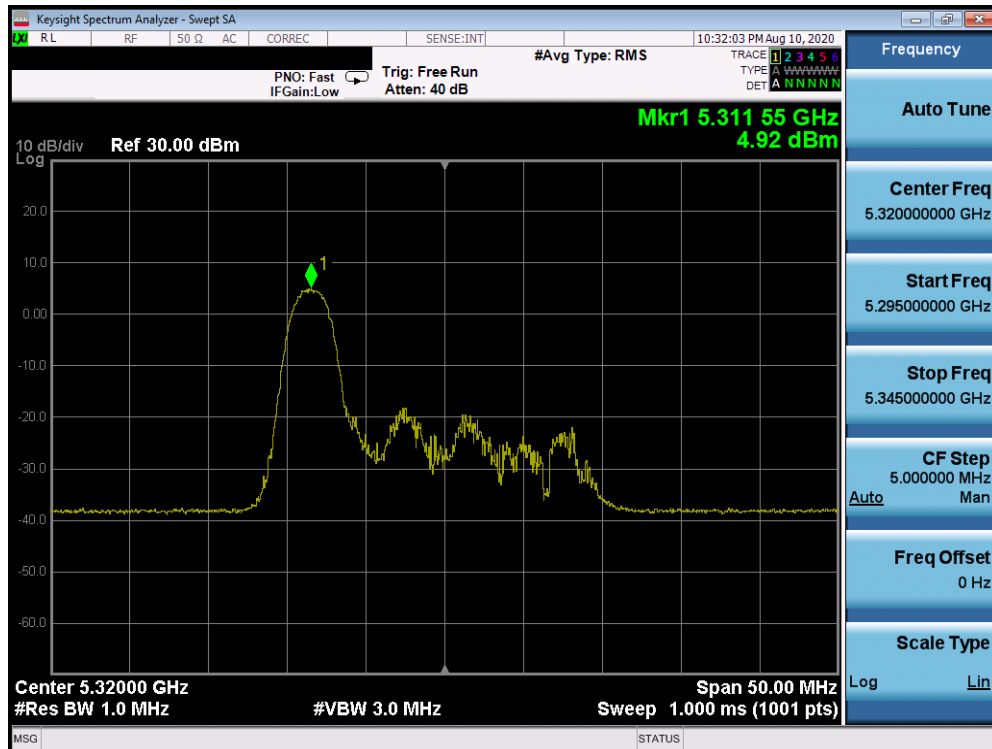 Keysight Spectrum Analyzer - Swept SA
LXI RL RF 50 Ω AC CORREC SENSE:INT 10:32:03 PM Aug 10, 2020
#Avg Type: RMS TRACE 1 2 3 4 5 6
PNO: Fast Trig: Free Run TYPE A WWWWW
IFGain:Low Atten: 40 dB DET A N N N N N
Mkr1 5.311 55 GHz
4.92 dBm
10 dB/div Ref 30.00 dBm
Log
20.0
10.0
1
0.00
-10.0
-20.0
-30.0
-40.0
-50.0
-60.0
Center 5.32000 GHz Span 50.00 MHz
#Res BW 1.0 MHz #VBW 3.0 MHz Sweep 1.000 ms (1001 pts)
MSG STATUS
Frequency
Auto Tune
Center Freq
5.320000000 GHz
Start Freq
5.295000000 GHz
Stop Freq
5.345000000 GHz
CF Step
5.000000 MHz
Auto Man
Freq Offset
0 Hz
Scale Type
Log Lin